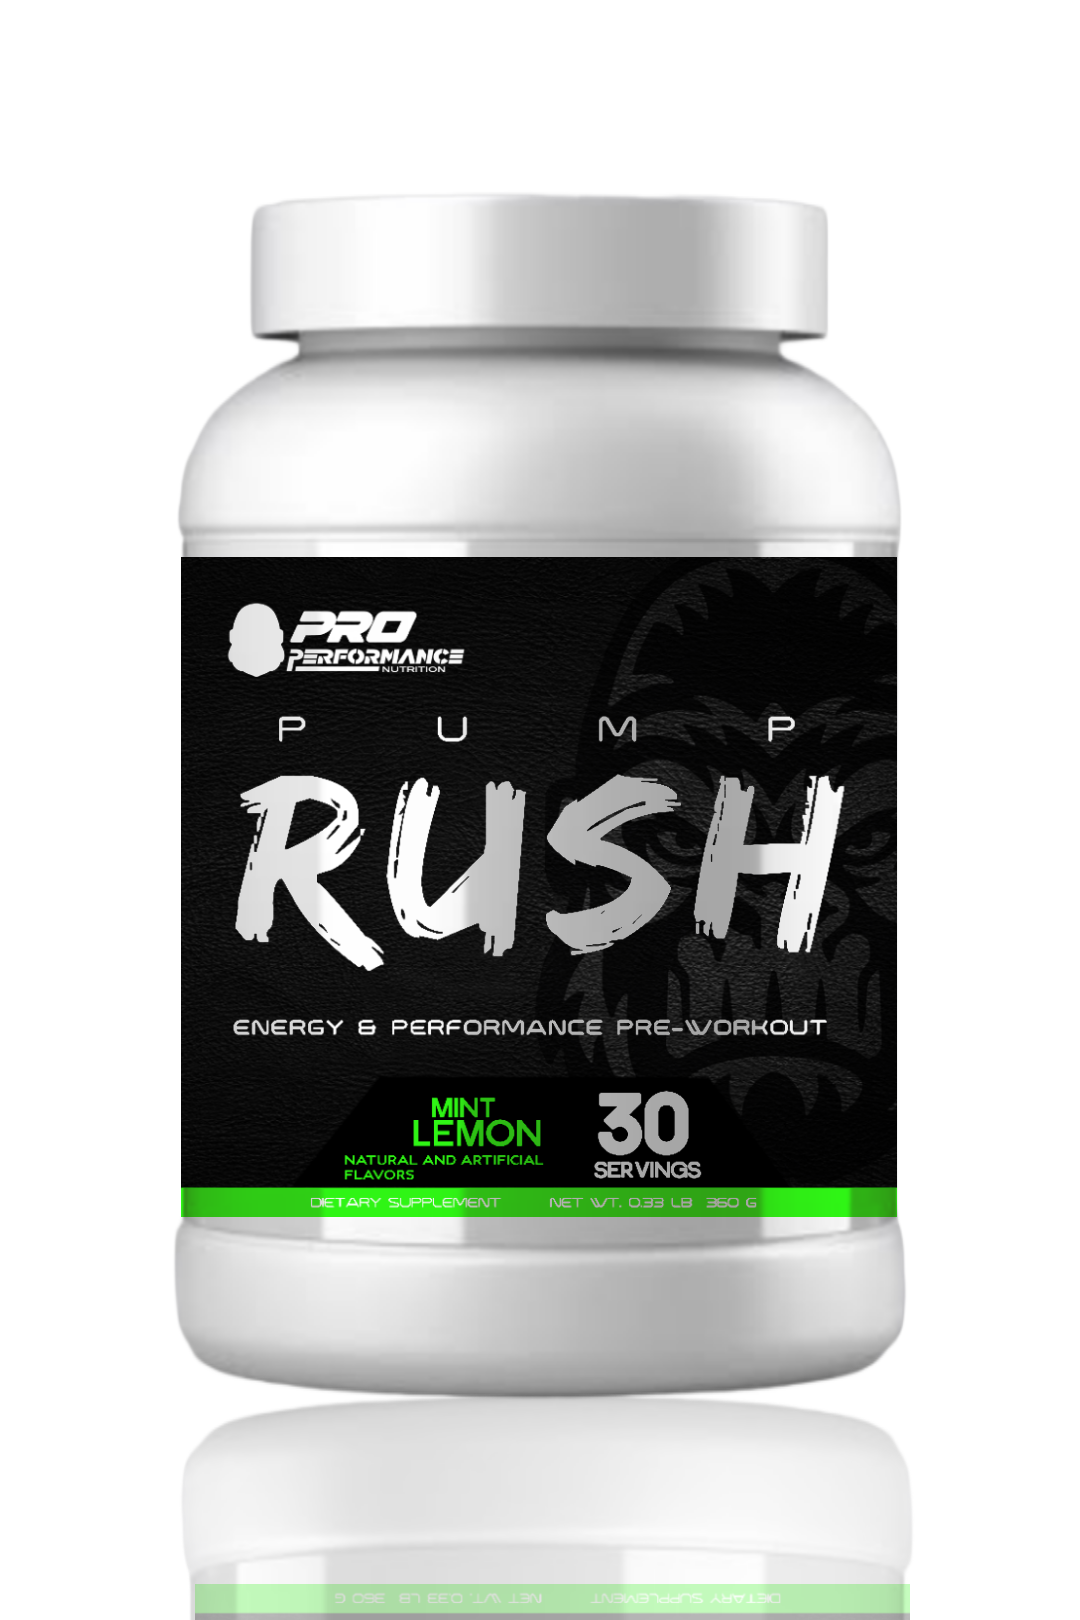 PRO
PERFORMANCE
NUTRITION
P U M P
RUSH
ENERGY & PERFORMANCE PRE-WORKOUT
MINT
LEMON
NATURAL AND ARTIFICIAL
FLAVORS
30
SERVINGS
DIETARY SUPPLEMENT NET WT. 0.33 LB 360 G